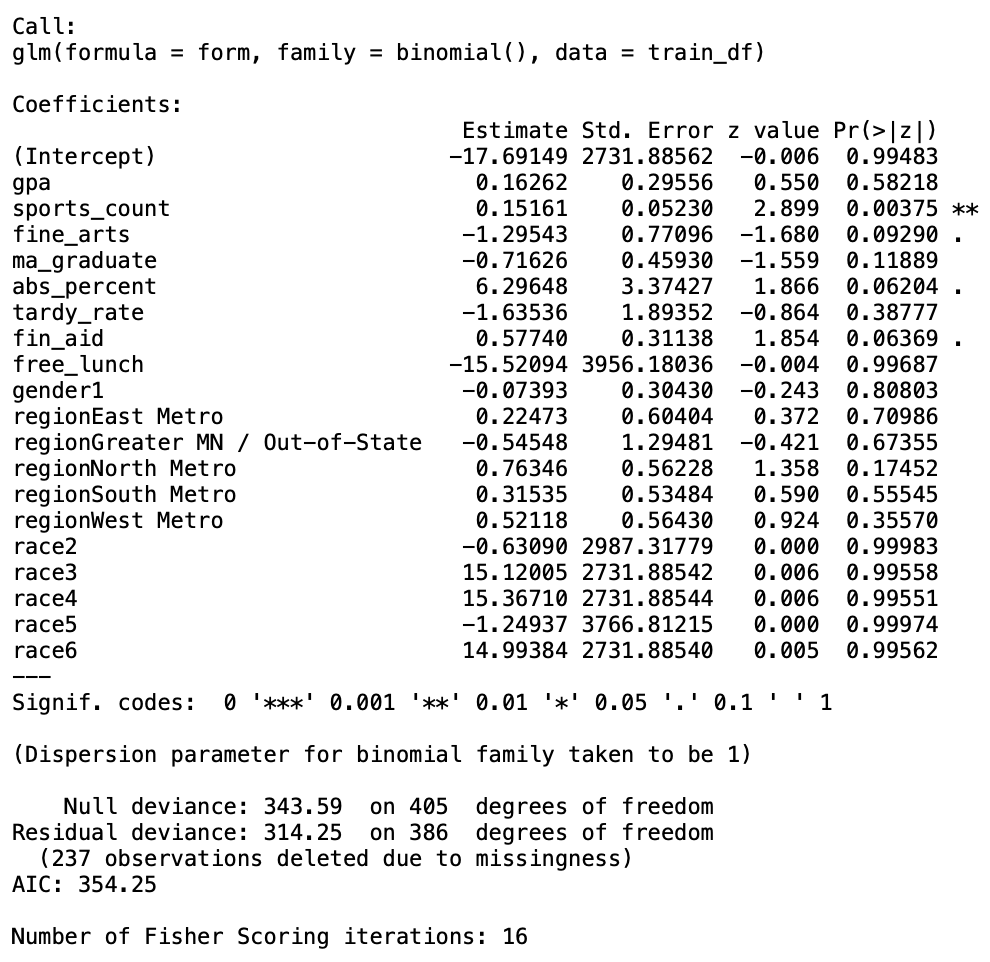 Call:
glm(formula = form, family = binomial(), data = train_df)
Coefficients:
Estimate Std. Error z value Pr(>|z|)
(Intercept) -17.69149 2731.88562 -0.006 0.99483
gpa 0.16262 0.29556 0.550 0.58218
sports_count 0.15161 0.05230 2.899 0.00375 **
fine_arts -1.29543 0.77096 -1.680 0.09290 .
ma_graduate -0.71626 0.45930 -1.559 0.11889
abs_percent 6.29648 3.37427 1.866 0.06204 .
tardy_rate -1.63536 1.89352 -0.864 0.38777
fin_aid 0.57740 0.31138 1.854 0.06369 .
free_lunch -15.52094 3956.18036 -0.004 0.99687
gender1 -0.07393 0.30430 -0.243 0.80803
regionEast Metro 0.22473 0.60404 0.372 0.70986
regionGreater MN / Out-of-State -0.54548 1.29481 -0.421 0.67355
regionNorth Metro 0.76346 0.56228 1.358 0.17452
regionSouth Metro 0.31535 0.53484 0.590 0.55545
regionWest Metro 0.52118 0.56430 0.924 0.35570
race2 -0.63090 2987.31779 0.000 0.99983
race3 15.12005 2731.88542 0.006 0.99558
race4 15.36710 2731.88544 0.006 0.99551
race5 -1.24937 3766.81215 0.000 0.99974
race6 14.99384 2731.88540 0.005 0.99562
---
Signif. codes: 0 '***' 0.001 '**' 0.01 '*' 0.05 '.' 0.1 ' ' 1
(Dispersion parameter for binomial family taken to be 1)
Null deviance: 343.59 on 405 degrees of freedom
Residual deviance: 314.25 on 386 degrees of freedom
(237 observations deleted due to missingness)
AIC: 354.25
Number of Fisher Scoring iterations: 16